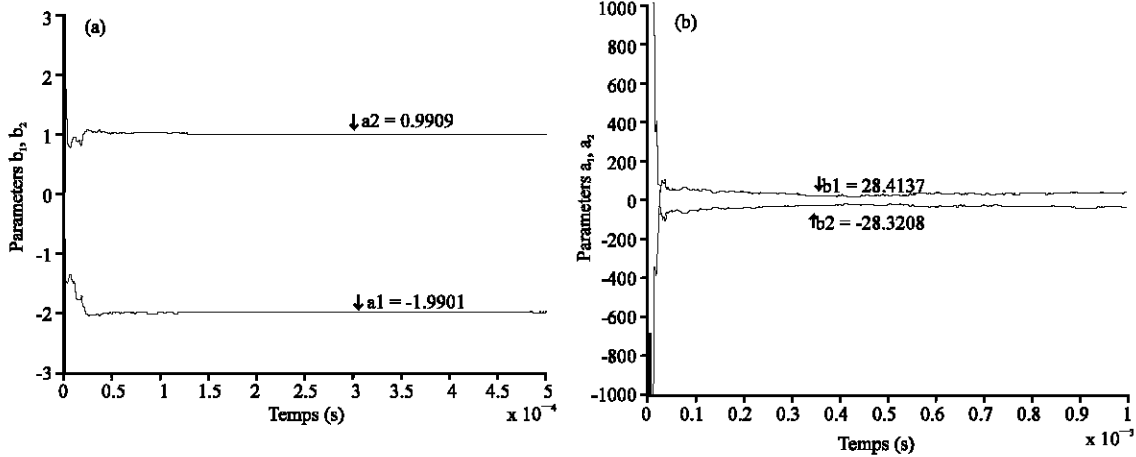 (a)
Parameters b1, b2
3
2
1
0
-1
-2
-3
↓ a2 = 0.9909
↓ a1 = -1.9901
0 0.5 1 1.5 2 2.5 3 3.5 4 4.5 5
Temps (s)
x 10⁻⁴
(b)
Parameters a1, a2
1000
800
600
400
200
0
-200
-400
-600
-800
-1000
↓b1 = 28.4137
↑b2 = -28.3208
0 0.1 0.2 0.3 0.4 0.5 0.6 0.7 0.8 0.9 1
Temps (s)
x 10⁻³